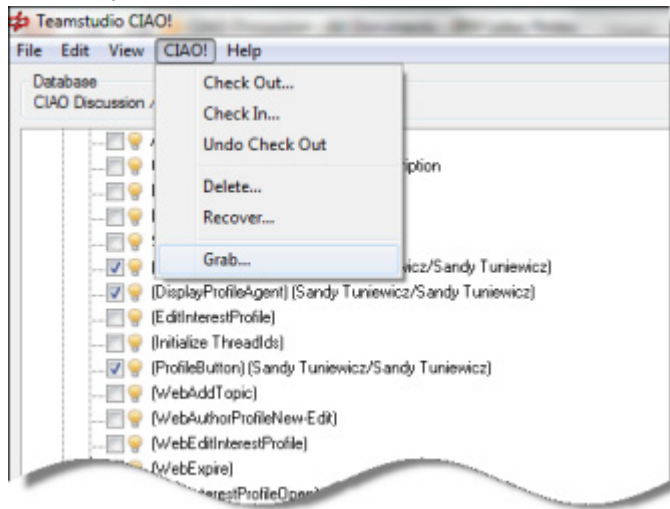 Teamstudio CIAO!
File Edit View CIAO! Help
Database
CIAO Discussion
Check Out...
Check In...
Undo Check Out
Delete...
Recover...
Grab...
Sandy Tuniewicz)
(DisplayProfileAgent) (Sandy Tuniewicz/Sandy Tuniewicz)
(EditInterestProfile)
(Initialize ThreadIds)
(ProfileButton) (Sandy Tuniewicz/Sandy Tuniewicz)
(WebAddTopic)
(WebAuthorProfileNew-Edit)
(WebEditInterestProfile)
(WebExpire)